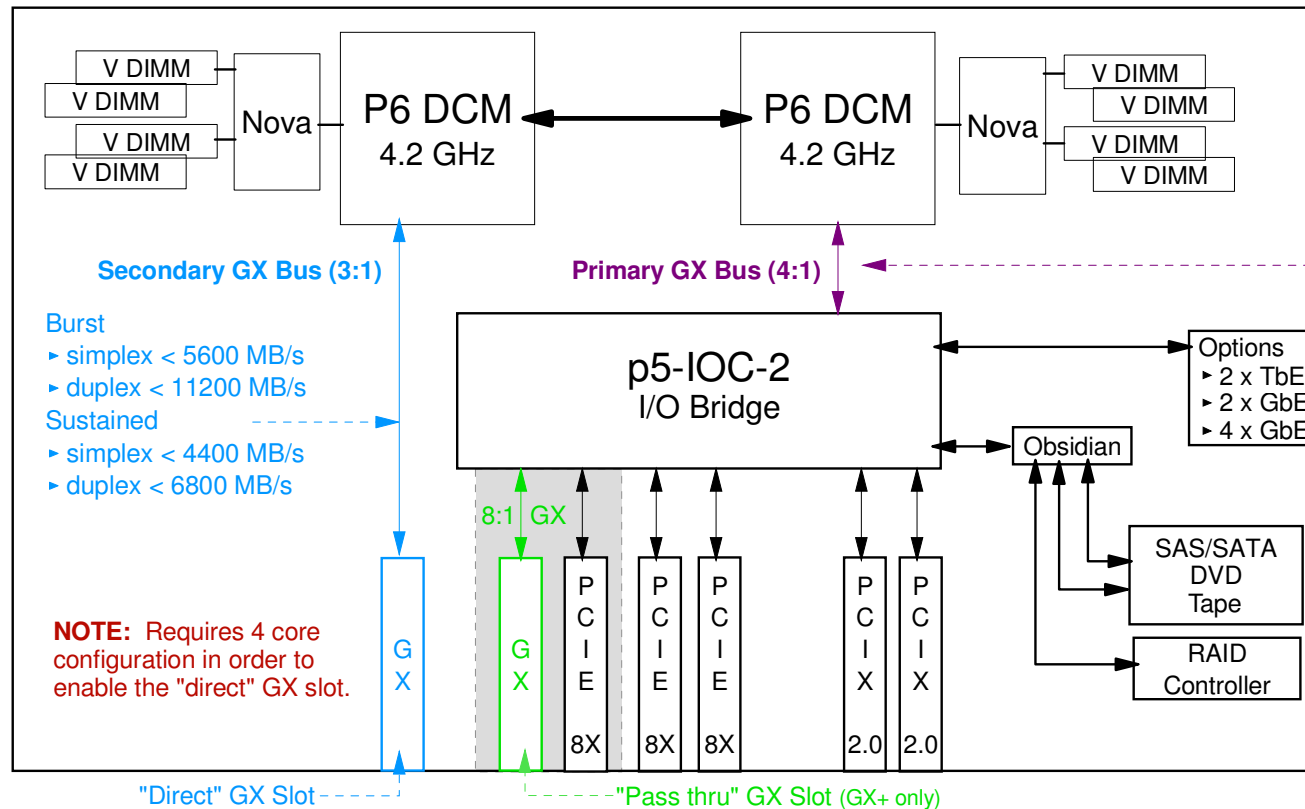 V DIMM
V DIMM
V DIMM
V DIMM
Nova
P6 DCM
4.2 GHz
P6 DCM
4.2 GHz
Nova
V DIMM
V DIMM
V DIMM
V DIMM
Secondary GX Bus (3:1)
Primary GX Bus (4:1)
Burst
► simplex < 5600 MB/s
► duplex < 11200 MB/s
Sustained
► simplex < 4400 MB/s
► duplex < 6800 MB/s
p5-IOC-2
I/O Bridge
Options
► 2 x TbE
► 2 x GbE
► 4 x GbE
Obsidian
8:1 GX
SAS/SATA
DVD
Tape
RAID
Controller
NOTE: Requires 4 core
configuration in order to
enable the "direct" GX slot.
GX
GX
PCIE 8X
PCIE 8X
PCIE 8X
PCIX 2.0
PCIX 2.0
"Direct" GX Slot
"Pass thru" GX Slot (GX+ only)